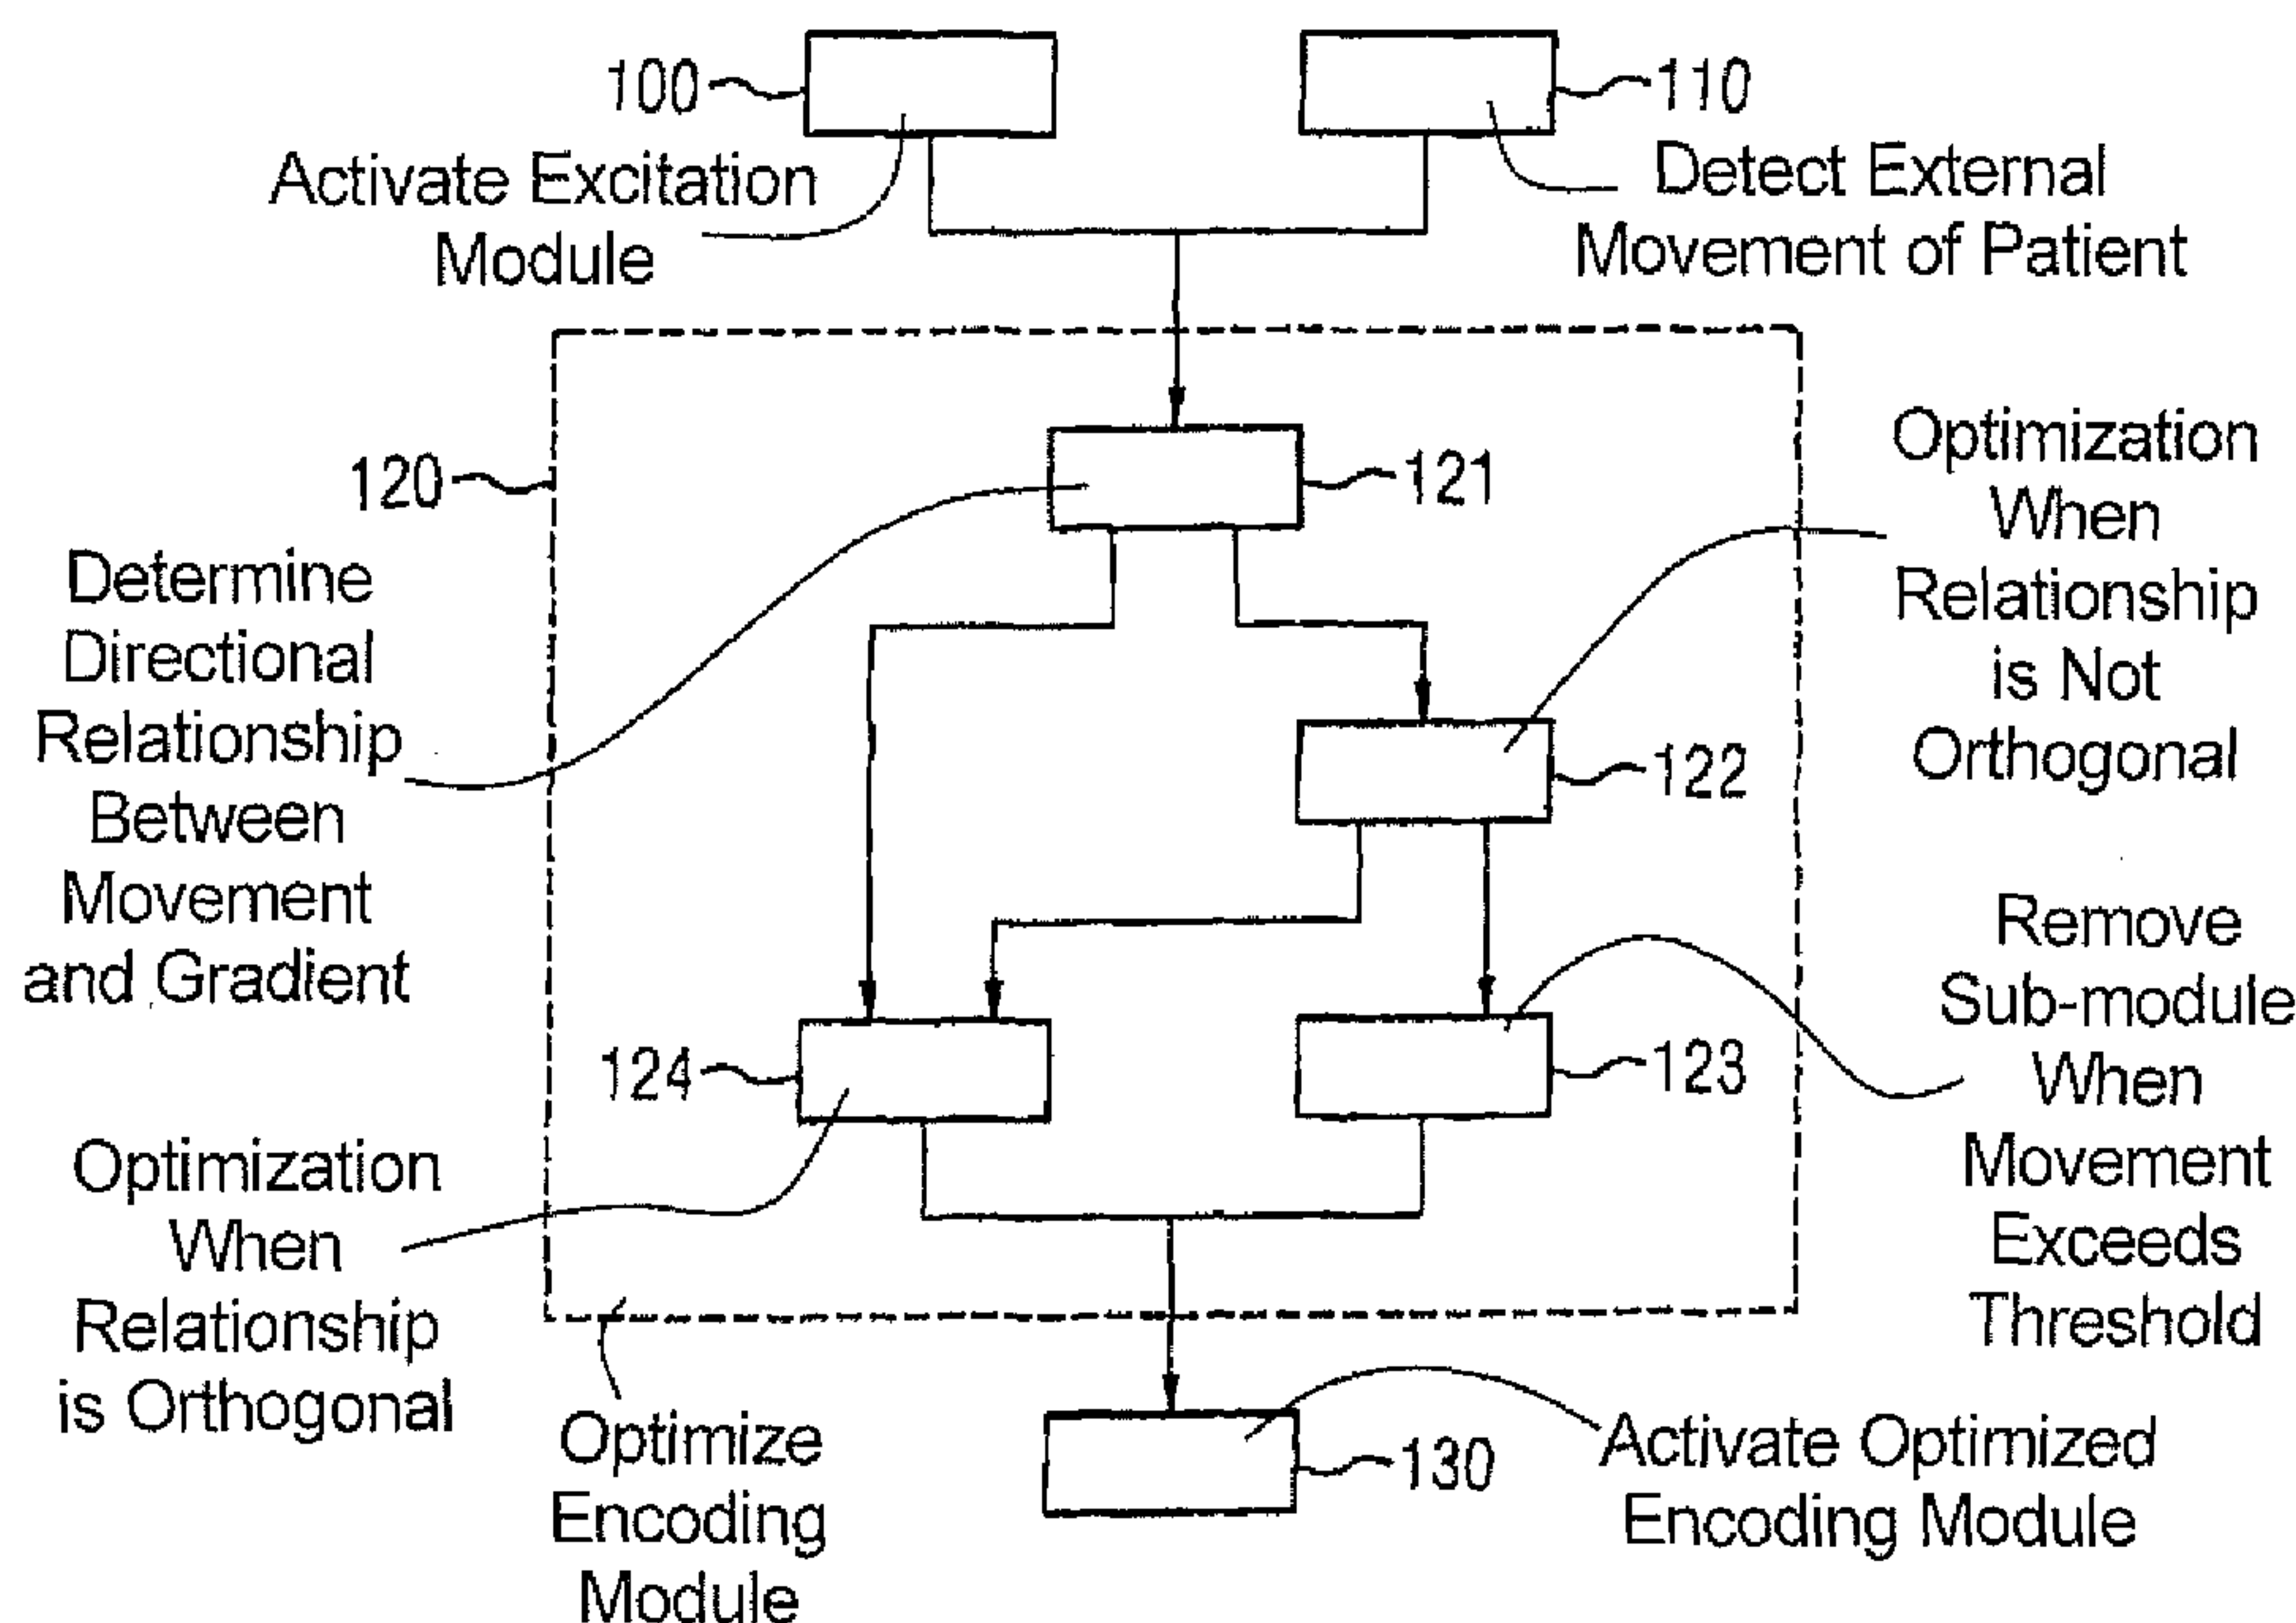 100
110
Activate Excitation
Module
Detect External
Movement of Patient
120
121
Optimization
When
Relationship
is Not
Orthogonal
Determine
Directional
Relationship
Between
Movement
and Gradient
122
Remove
Sub-module
When
Movement
Exceeds
Threshold
124
123
Optimization
When
Relationship
is Orthogonal
Optimize
Encoding
Module
130
Activate Optimized
Encoding Module